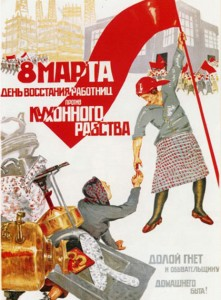 8 МАРТА
ДЕНЬ ВОССТАНИЯ РАБОТНИЦ
ПРОТИВ
КУХОННОГО
РАБСТВА
ДОЛОЙ ГНЕТ
И ОБЫВАТЕЛЬЩИНУ
ДОМАШНЕГО
БЫТА!